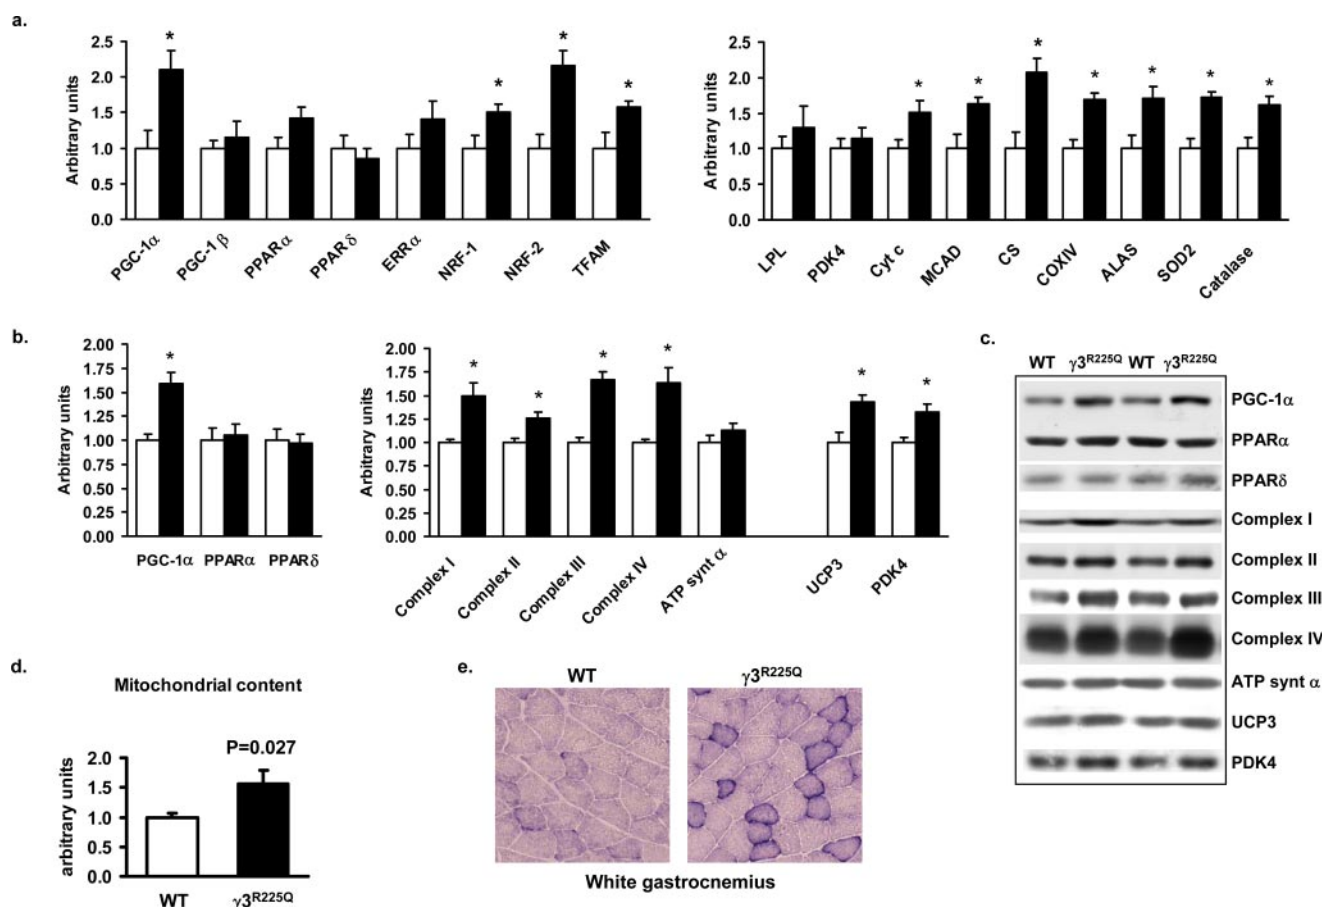 a.
Arbitrary units
2.5
2.0
1.5
1.0
0.5
0.0
* * * *
PGC-1α PGC-1 β PPARα PPARδ ERRα NRF-1 NRF-2 TFAM
Arbitrary units
2.5
2.0
1.5
1.0
0.5
0.0
* * * * * * *
LPL PDK4 Cyt c MCAD CS COXIV ALAS SOD2 Catalase
b.
Arbitrary units
2.00
1.75
1.50
1.25
1.00
0.75
0.50
0.25
0.00
*
PGC-1α PPARα PPARδ
Arbitrary units
2.00
1.75
1.50
1.25
1.00
0.75
0.50
0.25
0.00
* * * * * *
Complex I Complex II Complex III Complex IV ATP synt α UCP3 PDK4
c.
WT γ3R225Q WT γ3R225Q
PGC-1α
PPARα
PPARδ
Complex I
Complex II
Complex III
Complex IV
ATP synt α
UCP3
PDK4
d.
Mitochondrial content
arbitrary units
2.0
1.5
1.0
0.5
0.0
P=0.027
WT γ3R225Q
e.
WT γ3R225Q
White gastrocnemius